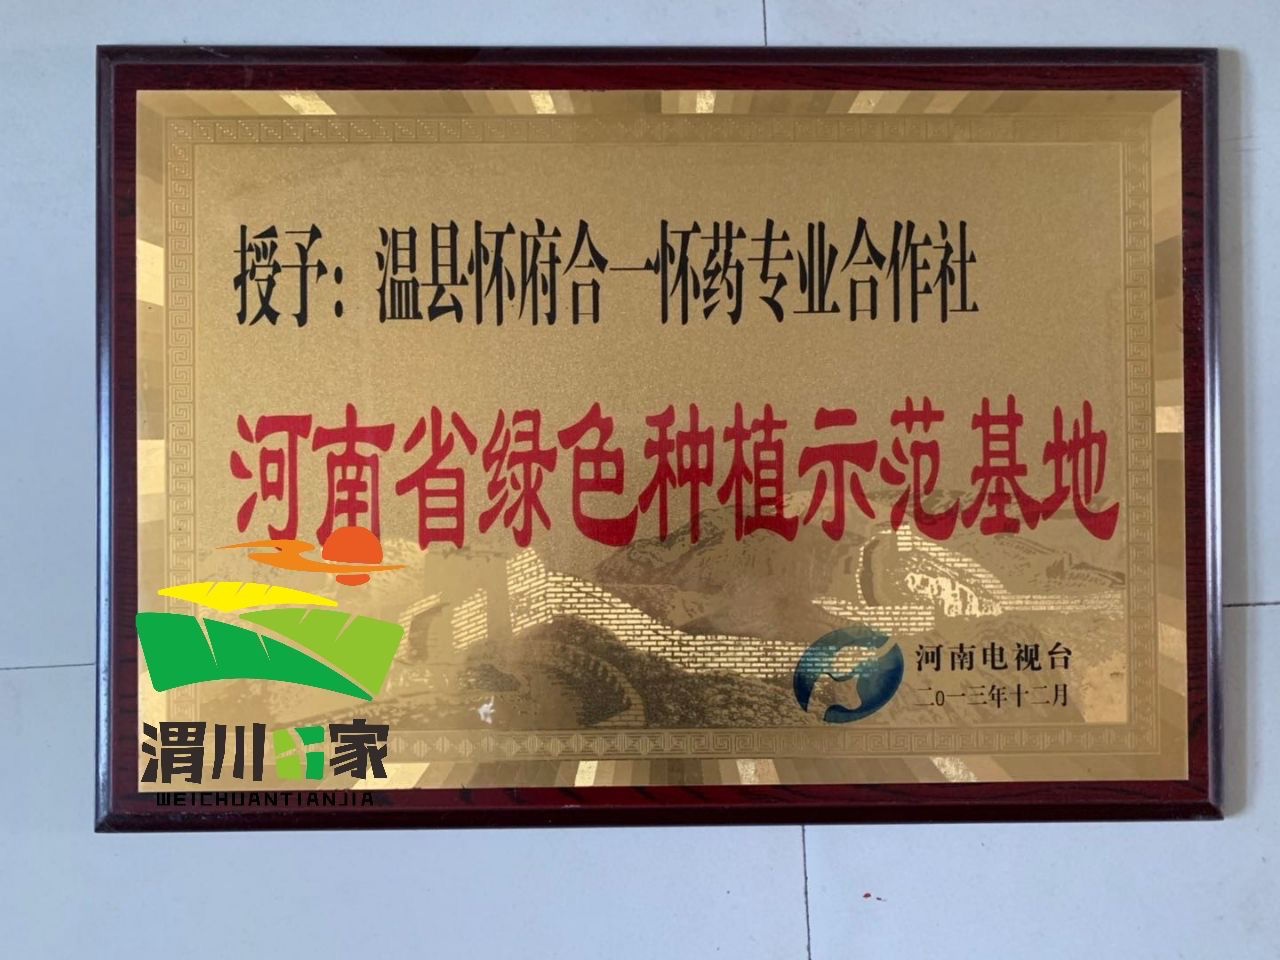 授予：温县怀府合一怀药专业合作社
河南省绿色种植示范基地
河南电视台
二0一三年十二月
渭川田家
WEICHUANTIANJIA